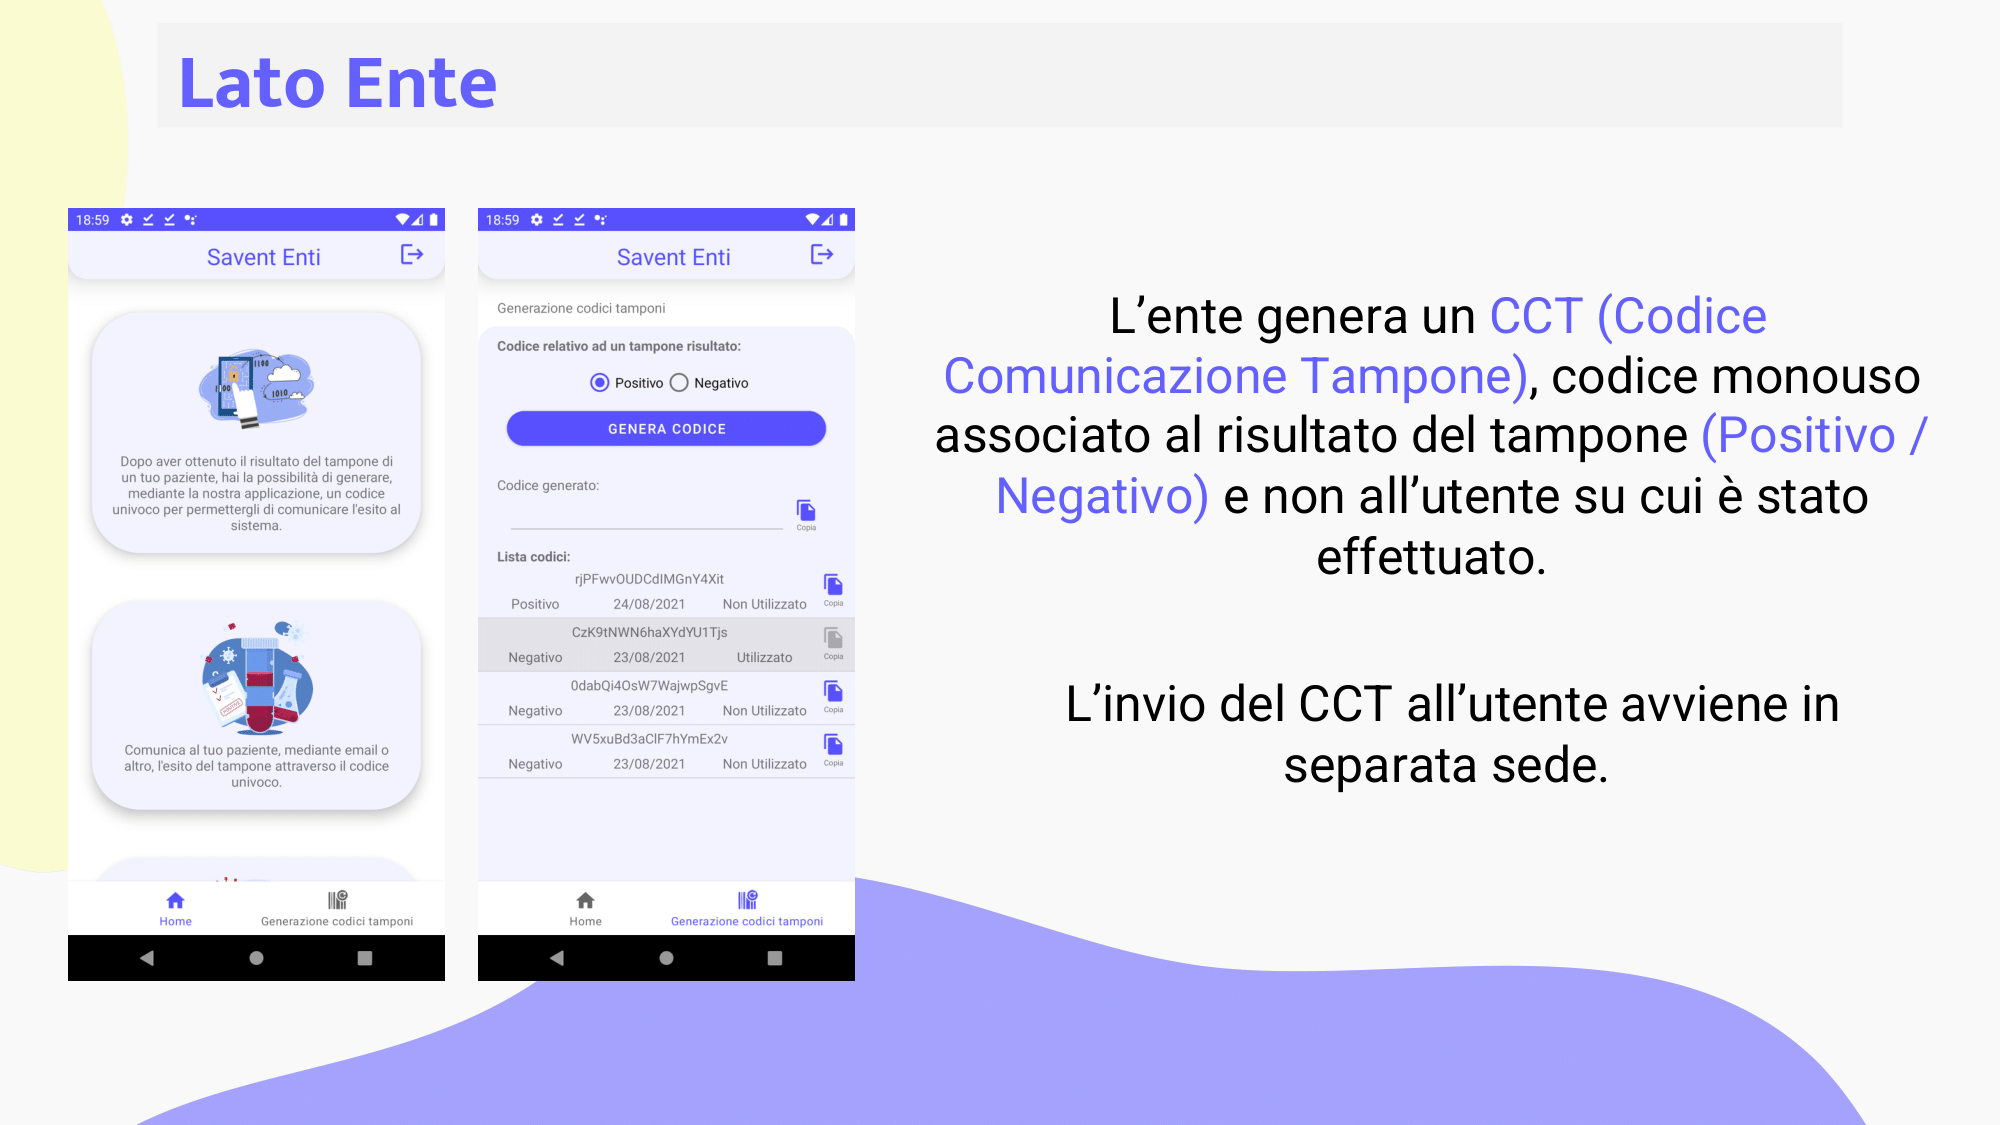 Lato Ente
18:59
Savent Enti
1100
1100
1010
Dopo aver ottenuto il risultato del tampone di
un tuo paziente, hai la possibilità di generare,
mediante la nostra applicazione, un codice
univoco per permettergli di comunicare l'esito al
sistema.
Comunica al tuo paziente, mediante email o
altro, l'esito del tampone attraverso il codice
univoco.
Home
Generazione codici tamponi
18:59
Savent Enti
Generazione codici tamponi
Codice relativo ad un tampone risultato:
Positivo Negativo
GENERA CODICE
Codice generato:
Copia
Lista codici:
rjPFwvOUDCdIMGnY4Xit
Positivo 24/08/2021 Non Utilizzato Copia
CzK9tNWN6haXYdYU1Tjs
Negativo 23/08/2021 Utilizzato Copia
0dabQi4OsW7WajwpSgvE
Negativo 23/08/2021 Non Utilizzato Copia
WV5xuBd3aClF7hYmEx2v
Negativo 23/08/2021 Non Utilizzato Copia
Home
Generazione codici tamponi
L’ente genera un CCT (Codice
Comunicazione Tampone), codice monouso
associato al risultato del tampone (Positivo /
Negativo) e non all’utente su cui è stato
effettuato.
L’invio del CCT all’utente avviene in
separata sede.